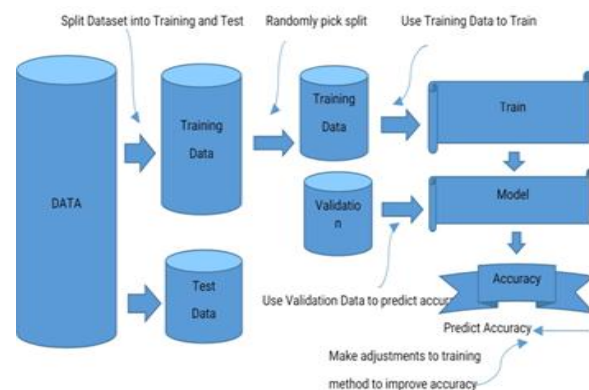 Split Dataset into Training and Test
Randomly pick split
Use Training Data to Train
DATA
Training
Data
Training
Data
Train
Validatio
n
Model
Test
Data
Use Validation Data to predict accura
Accuracy
Predict Accuracy
Make adjustments to training
method to improve accuracy